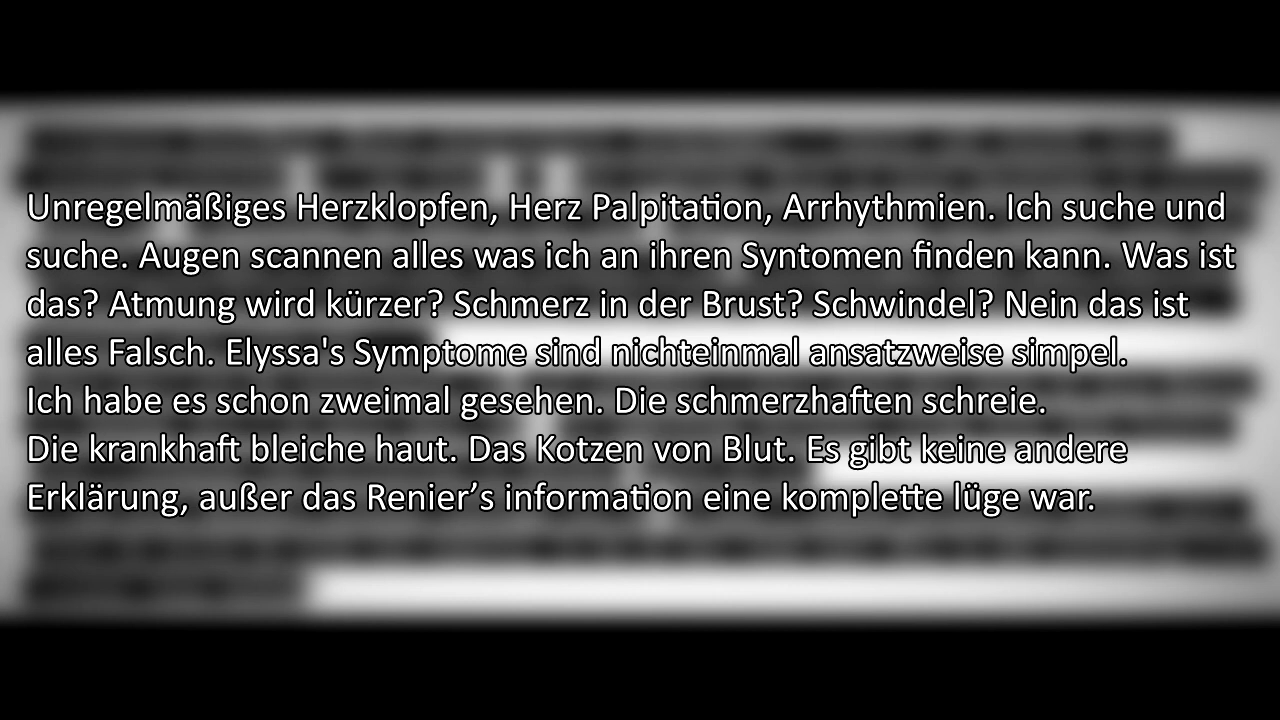 Unregelmäßiges Herzklopfen, Herz Palpitation, Arrhythmien. Ich suche und
suche. Augen scannen alles was ich an ihren Syntomen finden kann. Was ist
das? Atmung wird kürzer? Schmerz in der Brust? Schwindel? Nein das ist
alles Falsch. Elyssa's Symptome sind nichteinmal ansatzweise simpel.
Ich habe es schon zweimal gesehen. Die schmerzhaften schreie.
Die krankhaft bleiche haut. Das Kotzen von Blut. Es gibt keine andere
Erklärung, außer das Renier’s information eine komplette lüge war.